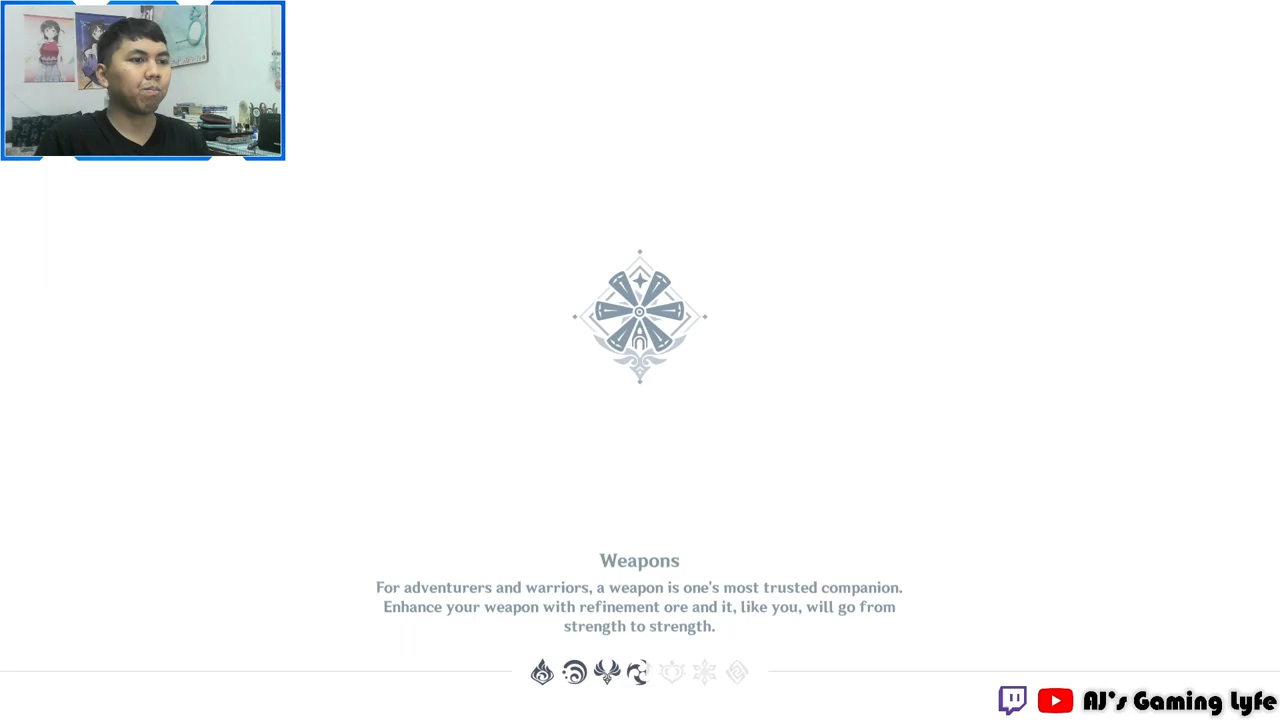 Weapons
For adventurers and warriors, a weapon is one's most trusted companion.
Enhance your weapon with refinement ore and it, like you, will go from
strength to strength.
AJ's Gaming Lyfe